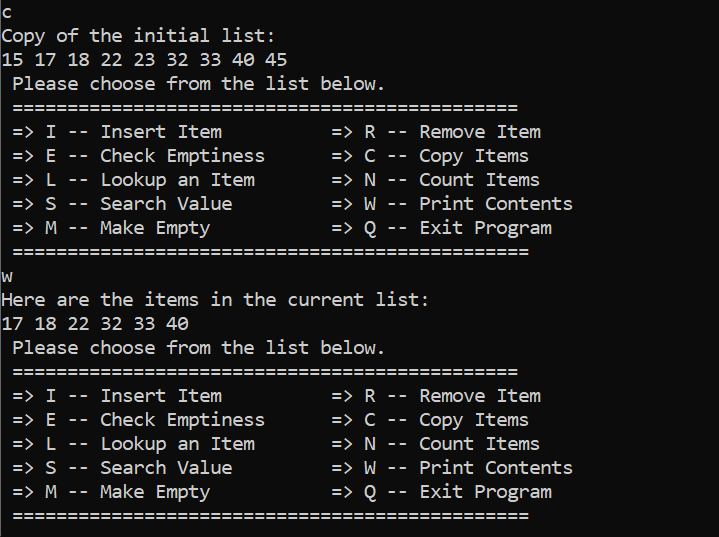 c
Copy of the initial list:
15 17 18 22 23 32 33 40 45
 Please choose from the list below.
 ==============================================
 => I -- Insert Item          => R -- Remove Item
 => E -- Check Emptiness      => C -- Copy Items
 => L -- Lookup an Item       => N -- Count Items
 => S -- Search Value         => W -- Print Contents
 => M -- Make Empty           => Q -- Exit Program
 ===============================================
w
Here are the items in the current list:
17 18 22 32 33 40
 Please choose from the list below.
 ==============================================
 => I -- Insert Item          => R -- Remove Item
 => E -- Check Emptiness      => C -- Copy Items
 => L -- Lookup an Item       => N -- Count Items
 => S -- Search Value         => W -- Print Contents
 => M -- Make Empty           => Q -- Exit Program
 ===============================================